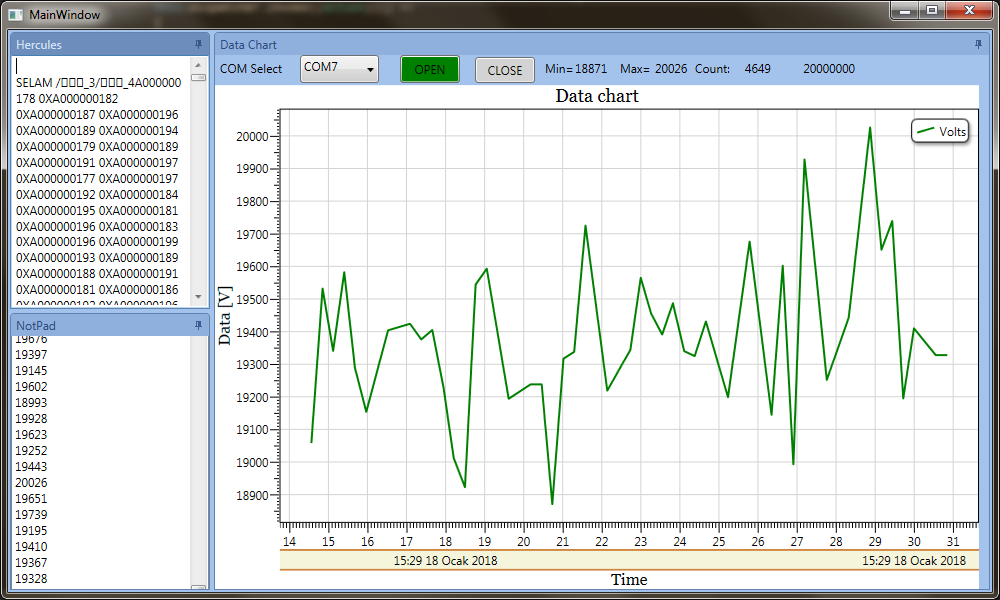 MainWindow
Hercules
SELAM /□□□_3/□□□_4A000000
178 0XA000000182
0XA000000187 0XA000000196
0XA000000189 0XA000000194
0XA000000179 0XA000000189
0XA000000191 0XA000000197
0XA000000177 0XA000000197
0XA000000192 0XA000000184
0XA000000195 0XA000000181
0XA000000196 0XA000000183
0XA000000196 0XA000000199
0XA000000193 0XA000000189
0XA000000188 0XA000000191
0XA000000181 0XA000000186
NotPad
19676
19397
19145
19602
18993
19928
19623
19252
19443
20026
19651
19739
19195
19410
19367
19328
Data Chart
COM Select COM7 OPEN CLOSE Min= 18871 Max= 20026 Count: 4649 20000000
Data chart
Volts
Data [V]
20000
19900
19800
19700
19600
19500
19400
19300
19200
19100
19000
18900
14 15 16 17 18 19 20 21 22 23 24 25 26 27 28 29 30 31
15:29 18 Ocak 2018 15:29 18 Ocak 2018
Time